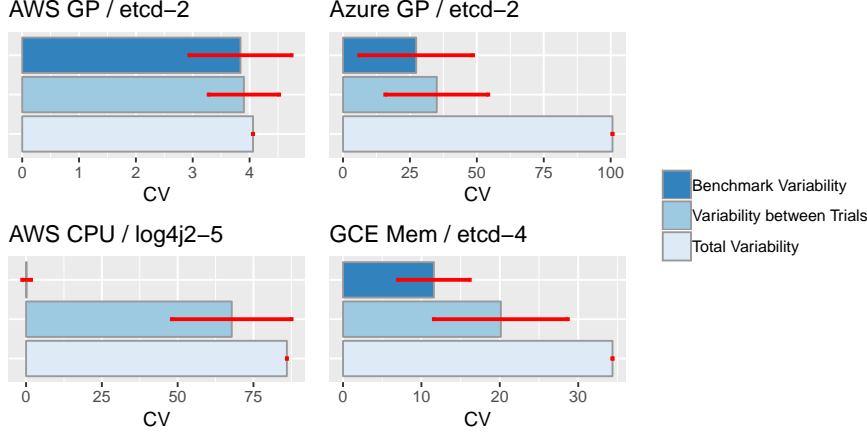 AWS GP / etcd−2
0 1 2 3 4
CV
Azure GP / etcd−2
0 25 50 75 100
CV
AWS CPU / log4j2−5
0 25 50 75
CV
GCE Mem / etcd−4
0 10 20 30
CV
Benchmark Variability
Variability between Trials
Total Variability